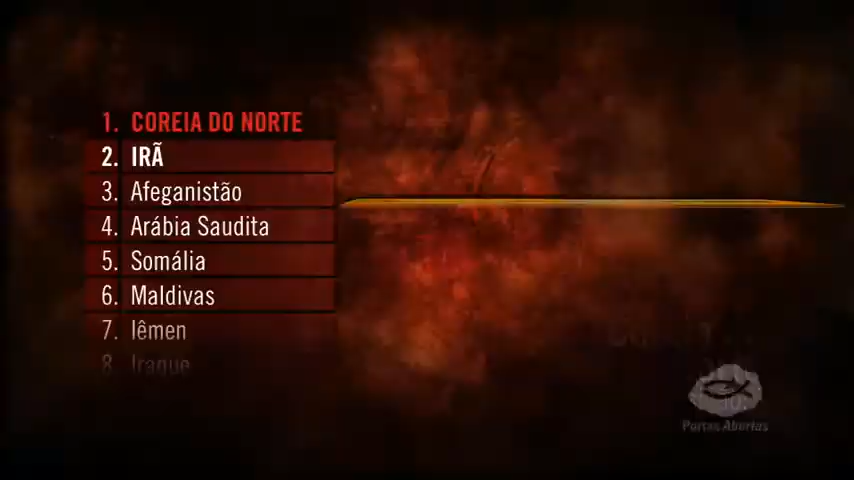 1. COREIA DO NORTE
2. IRÃ
3. Afeganistão
4. Arábia Saudita
5. Somália
6. Maldivas
7. Iêmen
8. Iraque
Portas Abertas